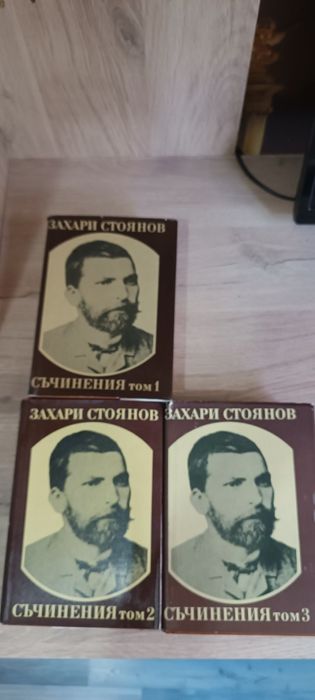 ЗАХАРИ СТОЯНОВ
СЪЧИНЕНИЯ том 1
ЗАХАРИ СТОЯНОВ
СЪЧИНЕНИЯ том 2
ЗАХАРИ СТОЯНОВ
СЪЧИНЕНИЯ том 3